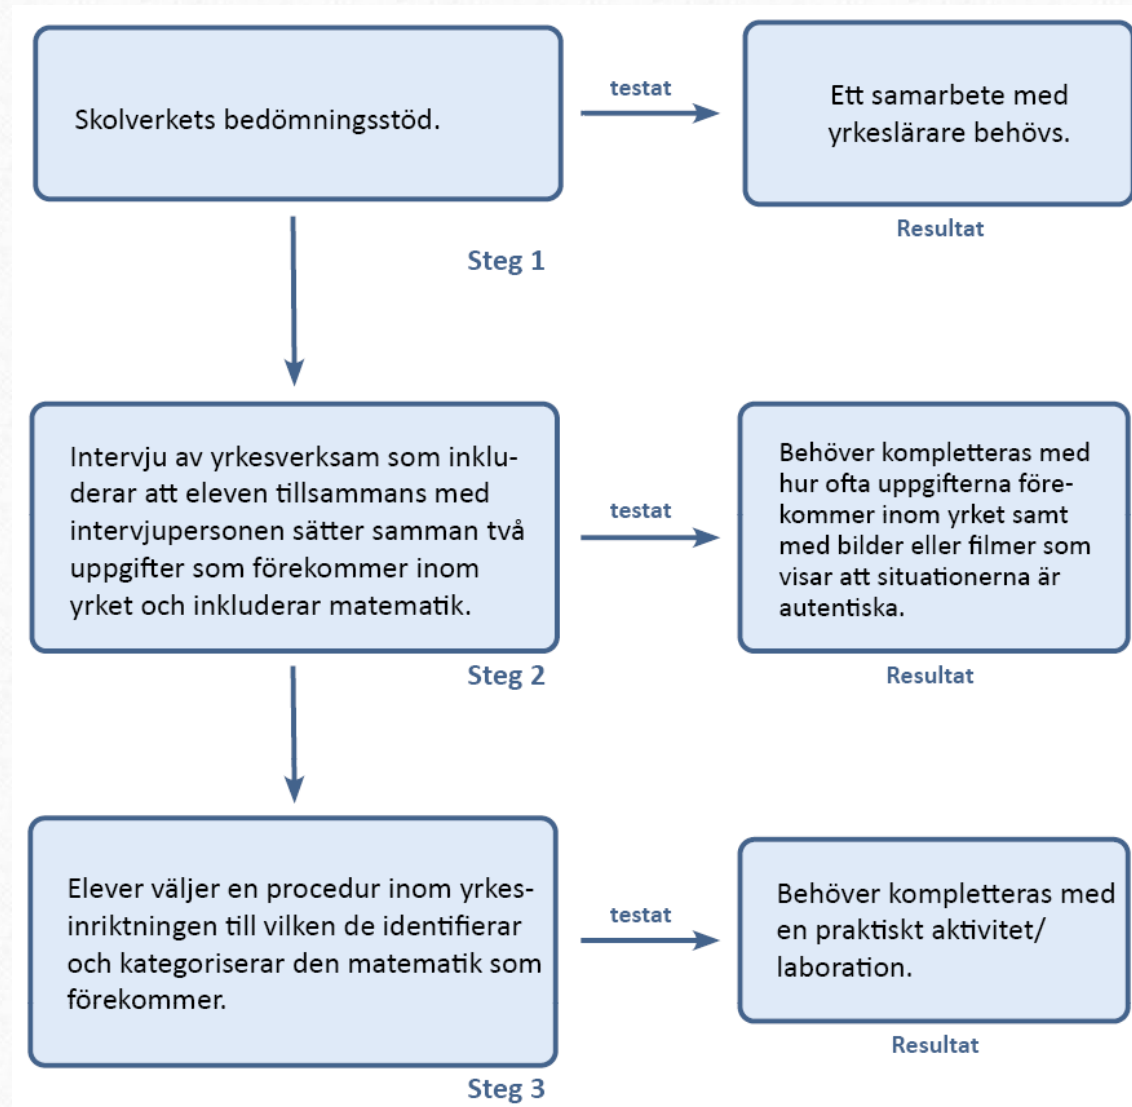 Skolverkets bedömningsstöd.
testat
Ett samarbete med
yrkeslärare behövs.
Resultat
Steg 1
Intervju av yrkesverksam som inklu-
derar att eleven tillsammans med
intervjupersonen sätter samman två
uppgifter som förekommer inom
yrket och inkluderar matematik.
testat
Behöver kompletteras med
hur ofta uppgifterna före-
kommer inom yrket samt
med bilder eller filmer som
visar att situationerna är
autentiska.
Resultat
Steg 2
Elever väljer en procedur inom yrkes-
inriktningen till vilken de identifierar
och kategoriserar den matematik som
förekommer.
testat
Behöver kompletteras med
en praktiskt aktivitet/
laboration.
Resultat
Steg 3